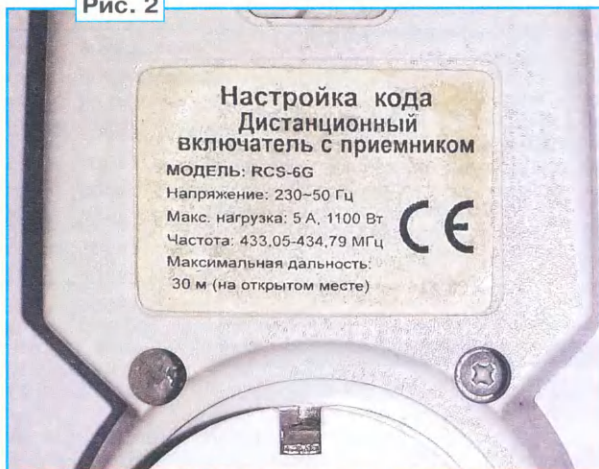 Рис. 2
Настройка кода
Дистанционный
включатель с приемником
МОДЕЛЬ: RCS-6G
Напряжение: 230~50 Гц
Макс. нагрузка: 5 А, 1100 Вт
Частота: 433,05-434,79 МГц
Максимальная дальность:
30 м (на открытом месте)
CE